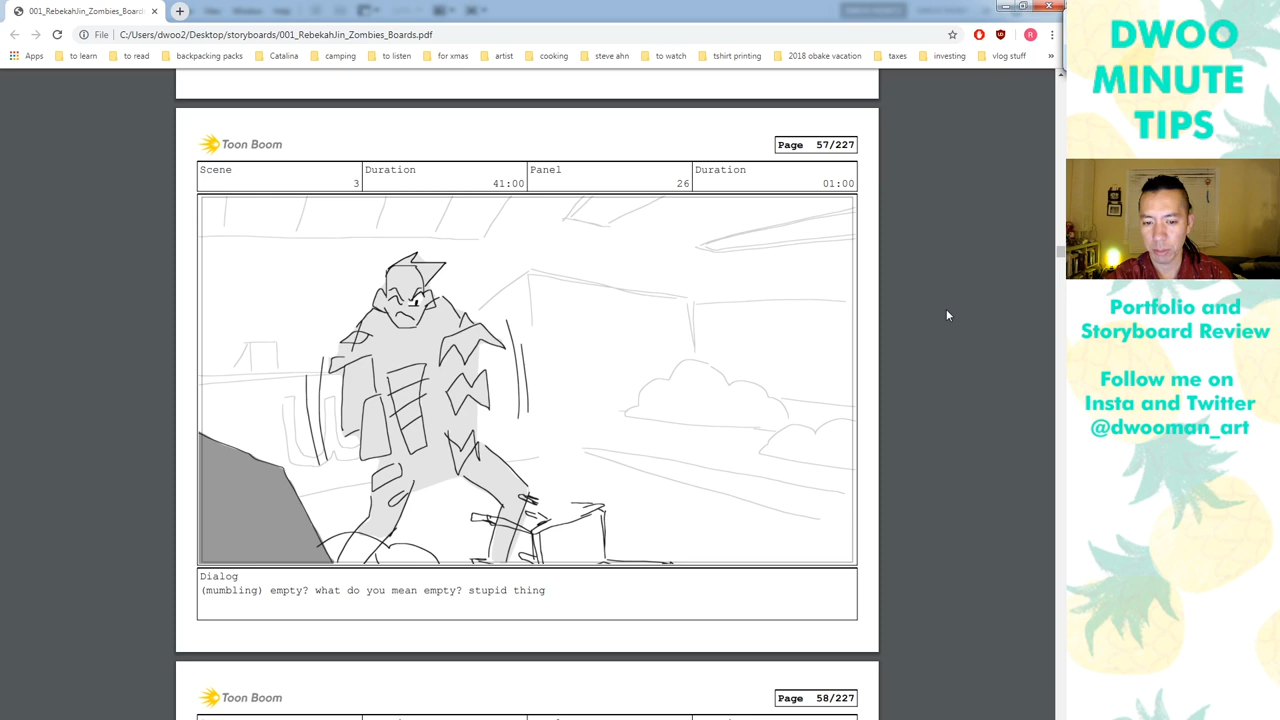 001_RebekahJin_Zombies_Boards
File C:/Users/dwoo2/Desktop/storyboards/001_RebekahJin_Zombies_Boards.pdf
R
Apps to learn to read backpacking packs Catalina camping to listen for xmas artist cooking steve ahn to watch tshirt printing 2018 obake vacation taxes investing vlog stuff »
Toon Boom Page 57/227
Scene Duration Panel Duration
3 41:00 26 01:00
Dialog
(mumbling) empty? what do you mean empty? stupid thing
Toon Boom Page 58/227
DWOO
MINUTE
TIPS
Portfolio and
Storyboard Review
Follow me on
Insta and Twitter
@dwooman_art